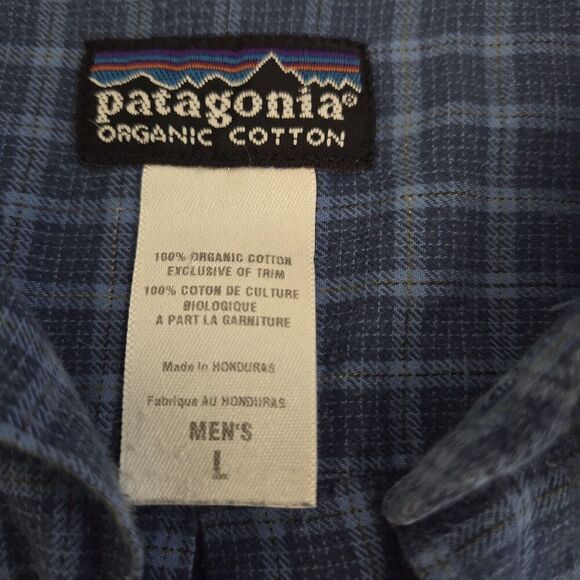 patagonia®
ORGANIC COTTON
100% ORGANIC COTTON
EXCLUSIVE OF TRIM
100% COTON DE CULTURE
BIOLOGIQUE
A PART LA GARNITURE
Made in HONDURAS
Fabrique AU HONDURAS
MEN'S
L